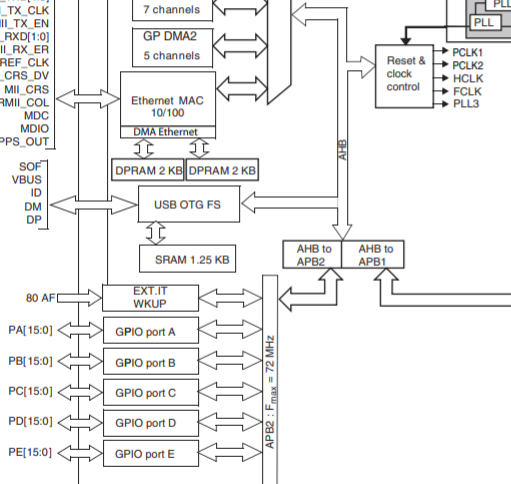 7 channels
PLL
PLL
I_TX_CLK
II_TX_EN
_RXD[1:0]
II_RX_ER
REF_CLK
_CRS_DV
MII_CRS
RMII_COL
MDC
MDIO
PPS_OUT
GP DMA2
5 channels
Reset &
clock
control
PCLK1
PCLK2
HCLK
FCLK
PLL3
Ethernet MAC
10/100
DMA Ethernet
AHB
DPRAM 2 KB
DPRAM 2 KB
SOF
VBUS
ID
DM
DP
USB OTG FS
SRAM 1.25 KB
AHB to
APB2
AHB to
APB1
80 AF
EXT.IT
WKUP
PA[15:0]
GPIO port A
PB[15:0]
GPIO port B
PC[15:0]
GPIO port C
PD[15:0]
GPIO port D
PE[15:0]
GPIO port E
APB2 : Fmax = 72 MHz